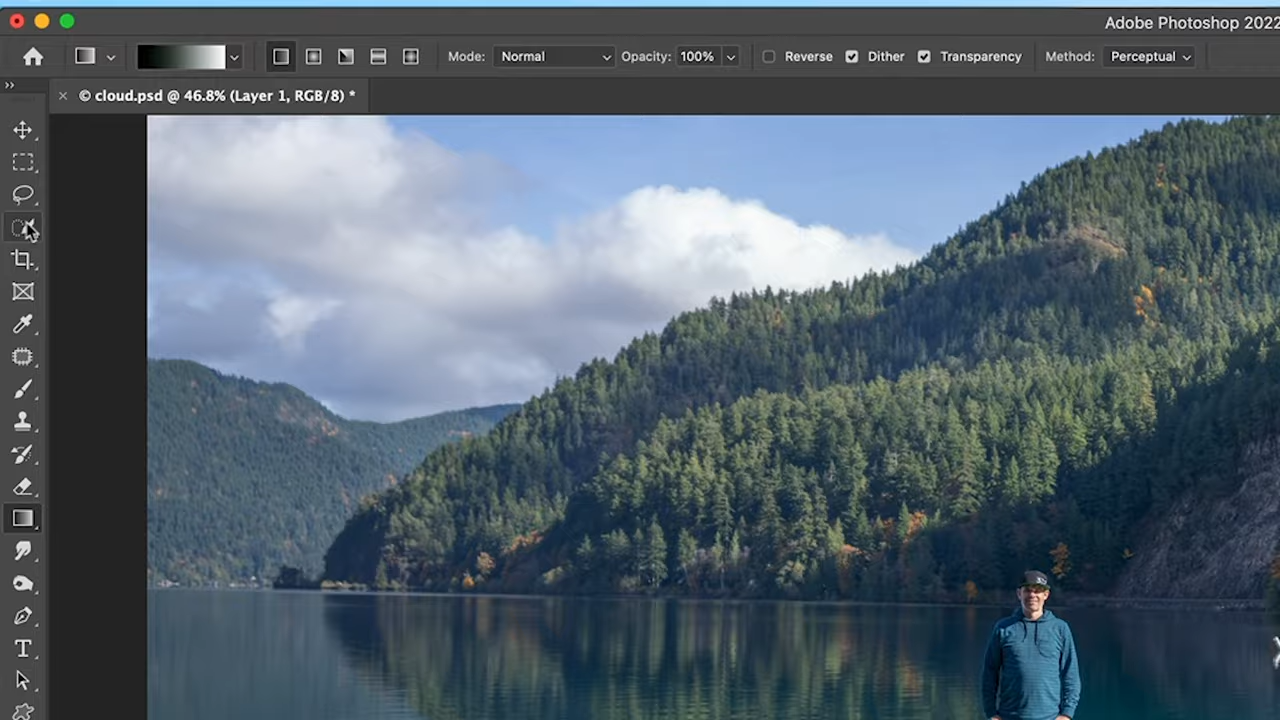 Adobe Photoshop 2022
Mode: Normal Opacity: 100% Reverse Dither Transparency Method: Perceptual
× © cloud.psd @ 46.8% (Layer 1, RGB/8) *